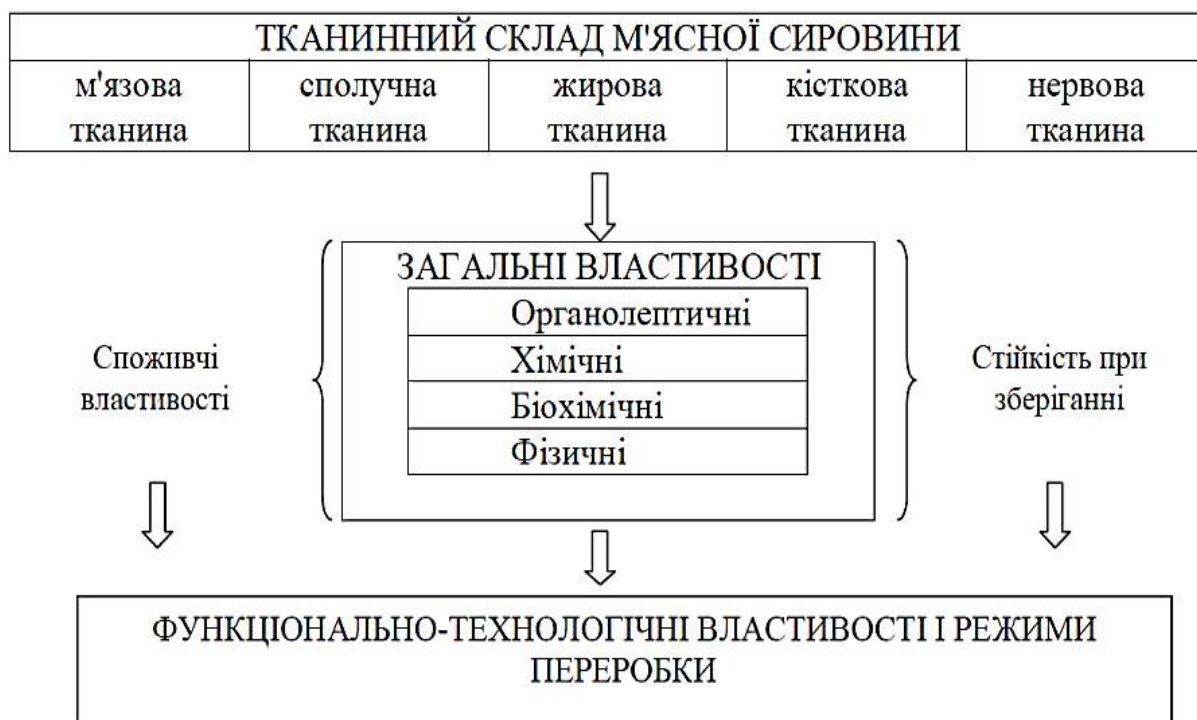 ТКАНИННИЙ СКЛАД М'ЯСНОЇ СИРОВИНИ
м'язова тканина
сполучна тканина
жирова тканина
кісткова тканина
нервова тканина
ЗАГАЛЬНІ ВЛАСТИВОСТІ
Органолептичні
Хімічні
Біохімічні
Фізичні
Споживчі
властивості
Стійкість при
зберіганні
ФУНКЦІОНАЛЬНО-ТЕХНОЛОГІЧНІ ВЛАСТИВОСТІ І РЕЖИМИ
ПЕРЕРОБКИ